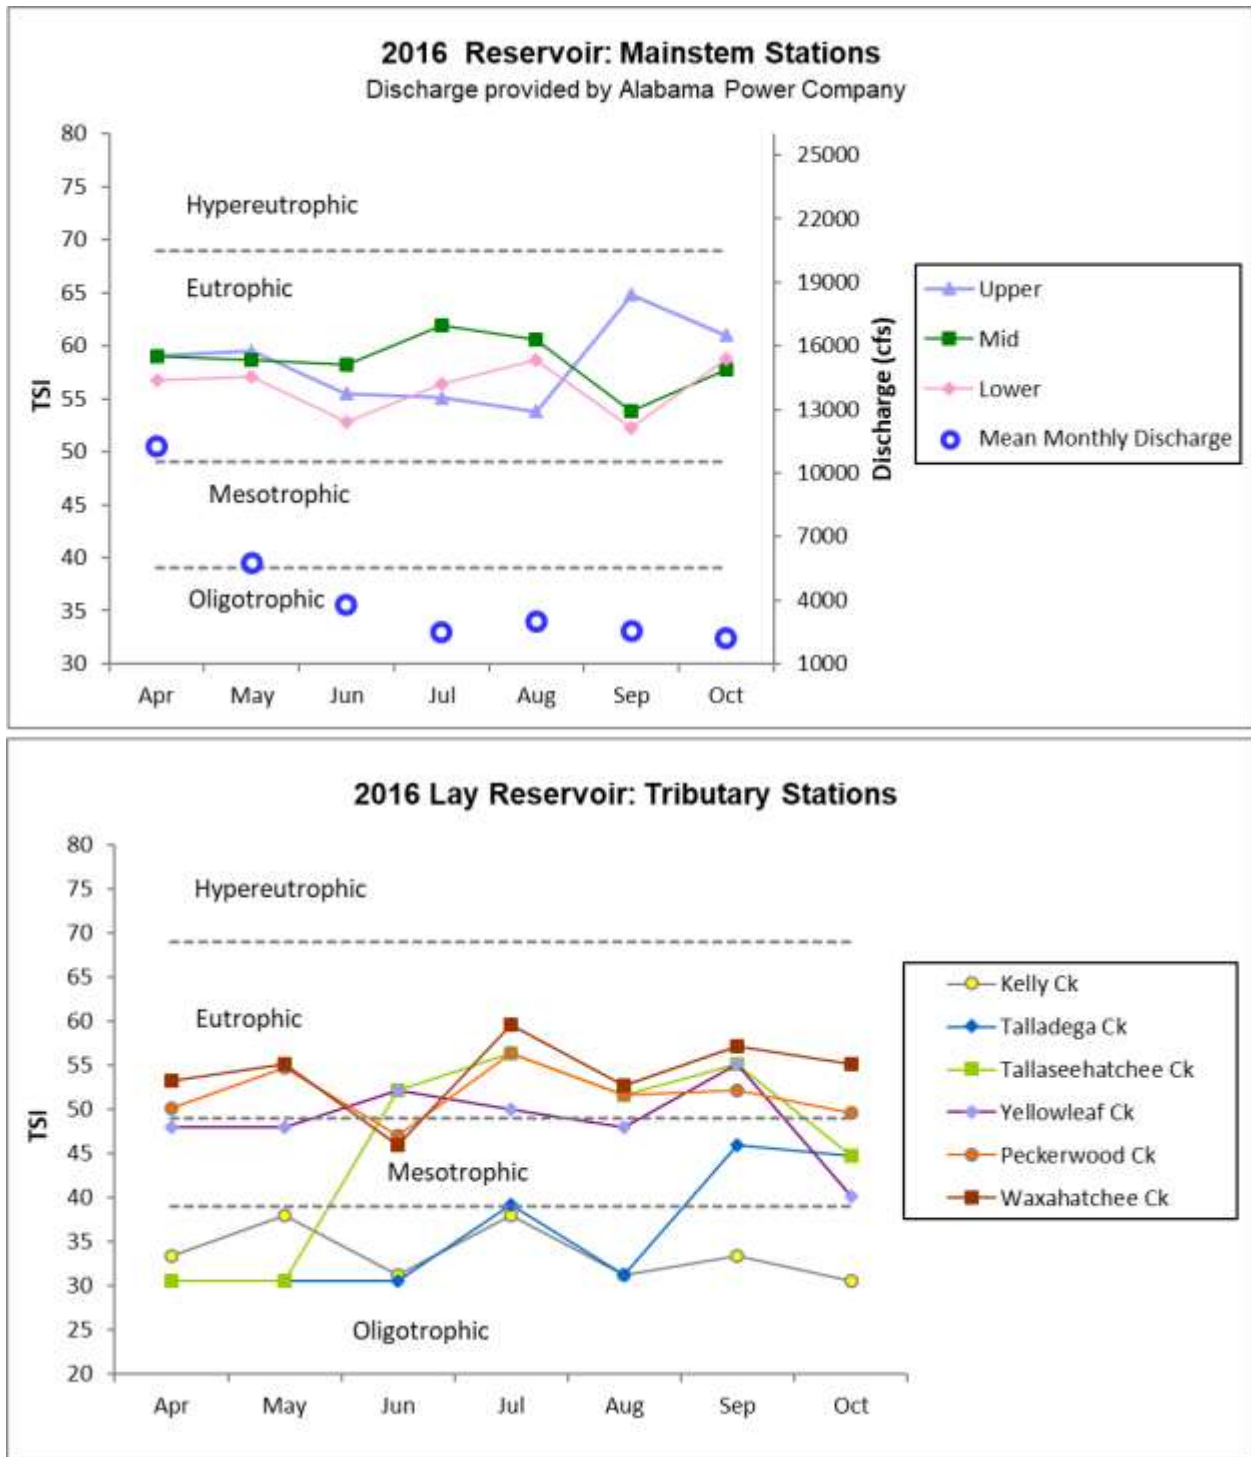 2016  Reservoir: Mainstem Stations
Discharge provided by Alabama Power Company
80
75
70
65
60
55
50
45
40
35
30
TSI
Hypereutrophic
Eutrophic
Mesotrophic
Oligotrophic
25000
22000
19000
16000
13000
10000
7000
4000
1000
Discharge (cfs)
Apr May Jun Jul Aug Sep Oct
Upper
Mid
Lower
Mean Monthly Discharge
2016 Lay Reservoir: Tributary Stations
80
75
70
65
60
55
50
45
40
35
30
25
20
TSI
Hypereutrophic
Eutrophic
Mesotrophic
Oligotrophic
Apr May Jun Jul Aug Sep Oct
Kelly Ck
Talladega Ck
Tallaseehatchee Ck
Yellowleaf Ck
Peckerwood Ck
Waxahatchee Ck